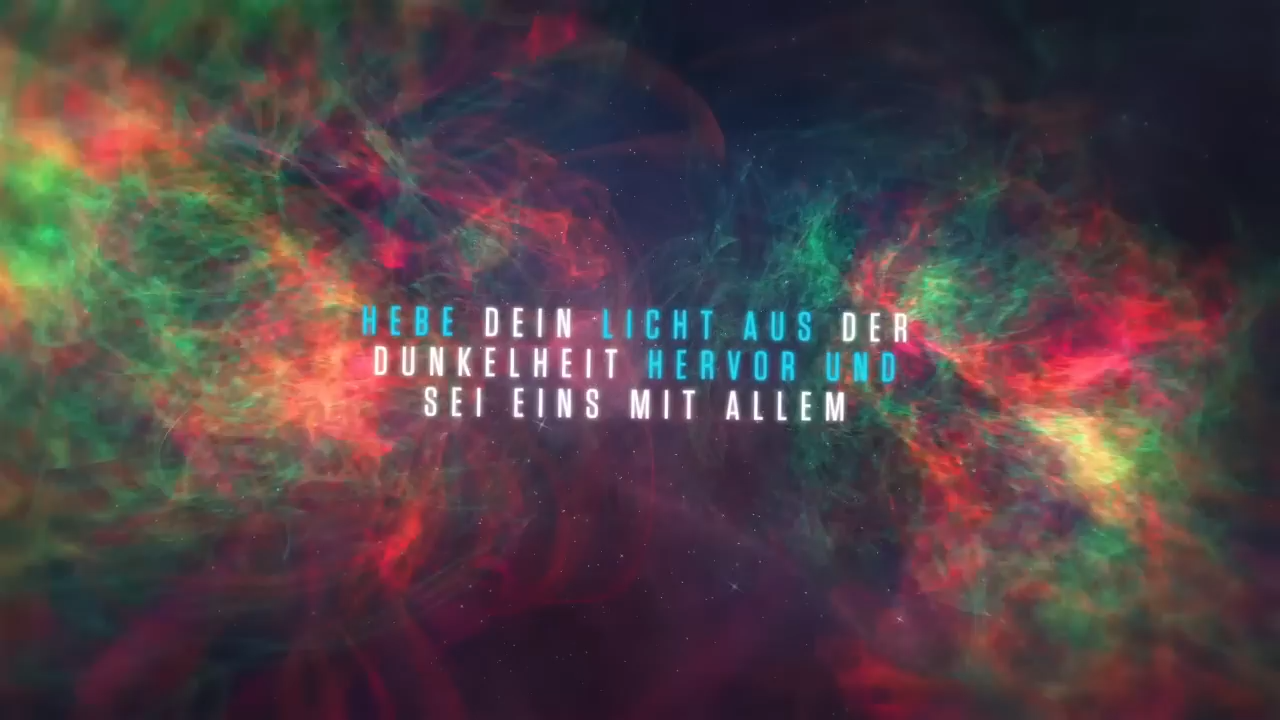 HEBE DEIN LICHT AUS DER
DUNKELHEIT HERVOR UND
SEI EINS MIT ALLEM